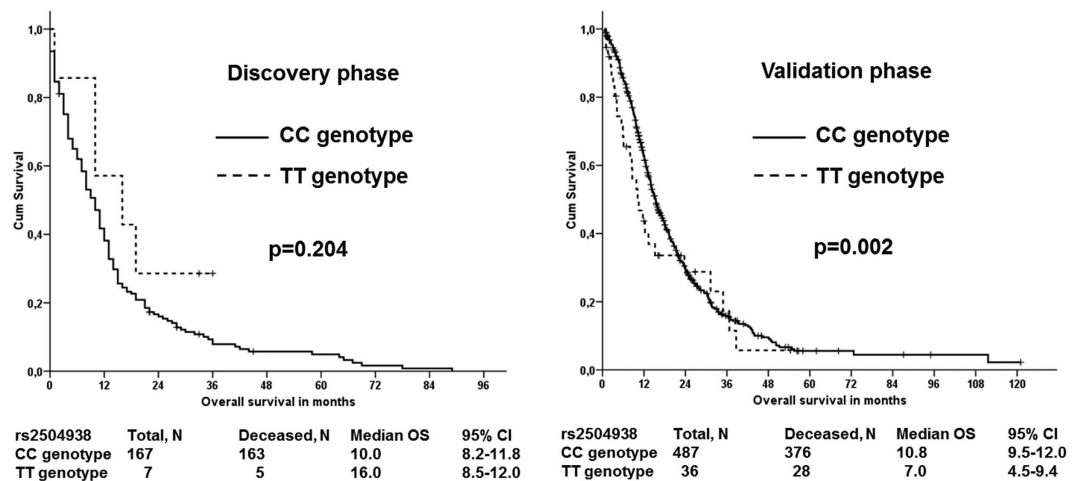 Discovery phase
CC genotype
TT genotype
p=0.204
Cum Survival
1,0
0,8
0,6
0,4
0,2
0,0
0 12 24 36 48 60 72 84 96
Overall survival in months
rs2504938 Total, N Deceased, N Median OS 95% CI
CC genotype 167 163 10.0 8.2-11.8
TT genotype 7 5 16.0 8.5-12.0
Validation phase
CC genotype
TT genotype
p=0.002
Cum Survival
1,0
0,8
0,6
0,4
0,2
0,0
0 12 24 36 48 60 72 84 96 108 120
Overall survival in months
rs2504938 Total, N Deceased, N Median OS 95% CI
CC genotype 487 376 10.8 9.5-12.0
TT genotype 36 28 7.0 4.5-9.4